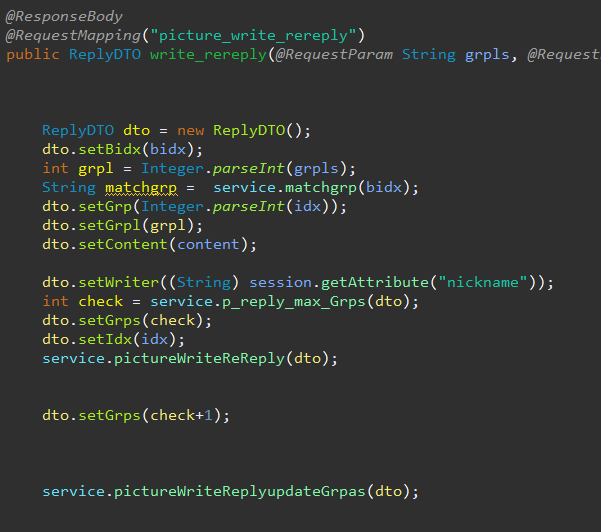 @ResponseBody
@RequestMapping("picture_write_rereply")
public ReplyDTO write_rereply(@RequestParam String grpls, @Request
ReplyDTO dto = new ReplyDTO();
dto.setBidx(bidx);
int grpl = Integer.parseInt(grpls);
String matchgrp =  service.matchgrp(bidx);
dto.setGrp(Integer.parseInt(idx));
dto.setGrpl(grpl);
dto.setContent(content);
dto.setWriter((String) session.getAttribute("nickname"));
int check = service.p_reply_max_Grps(dto);
dto.setGrps(check);
dto.setIdx(idx);
service.pictureWriteReReply(dto);
dto.setGrps(check+1);
service.pictureWriteReplyupdateGrpas(dto);